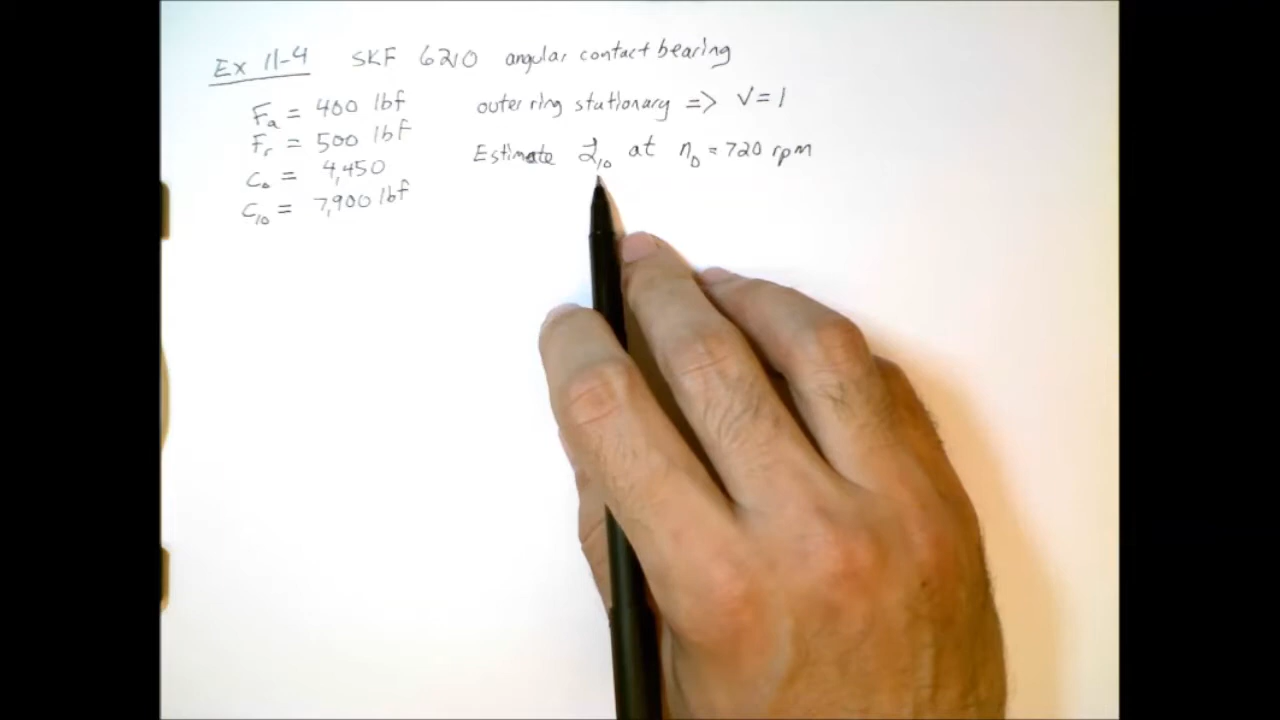 Ex 11-4 SKF 6210 angular contact bearing
Fa = 400 lbf outer ring stationary => V=1
Fr = 500 lbf Estimate ℒ10 at nD = 720 rpm
C0 = 4,450
C10 = 7,900 lbf